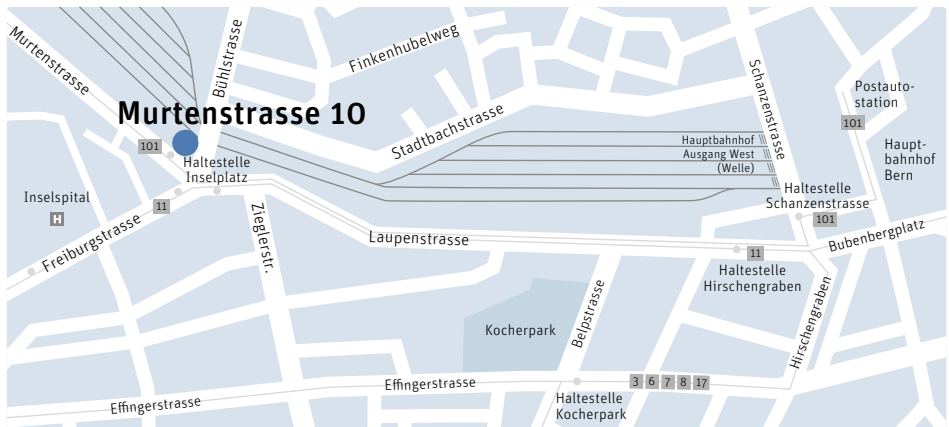 Murtenstrasse
Bühlstrasse
Finkenhubelweg
Schanzenstrasse
Postauto-
station
101
Murtenstrasse 10
Stadtbachstrasse
Hauptbahnhof
Ausgang West
(Welle)
Haupt-
bahnhof
Bern
101
Haltestelle
Inselplatz
Inselspital
H
11
Haltestelle
Schanzenstrasse
101
Freiburgstrasse
Zieglerstr.
Laupenstrasse
Bubenbergplatz
11
Haltestelle
Hirschengraben
Kocherpark
Belpstrasse
Hirschengraben
Effingerstrasse
3 6 7 8 17
Effingerstrasse
Haltestelle
Kocherpark